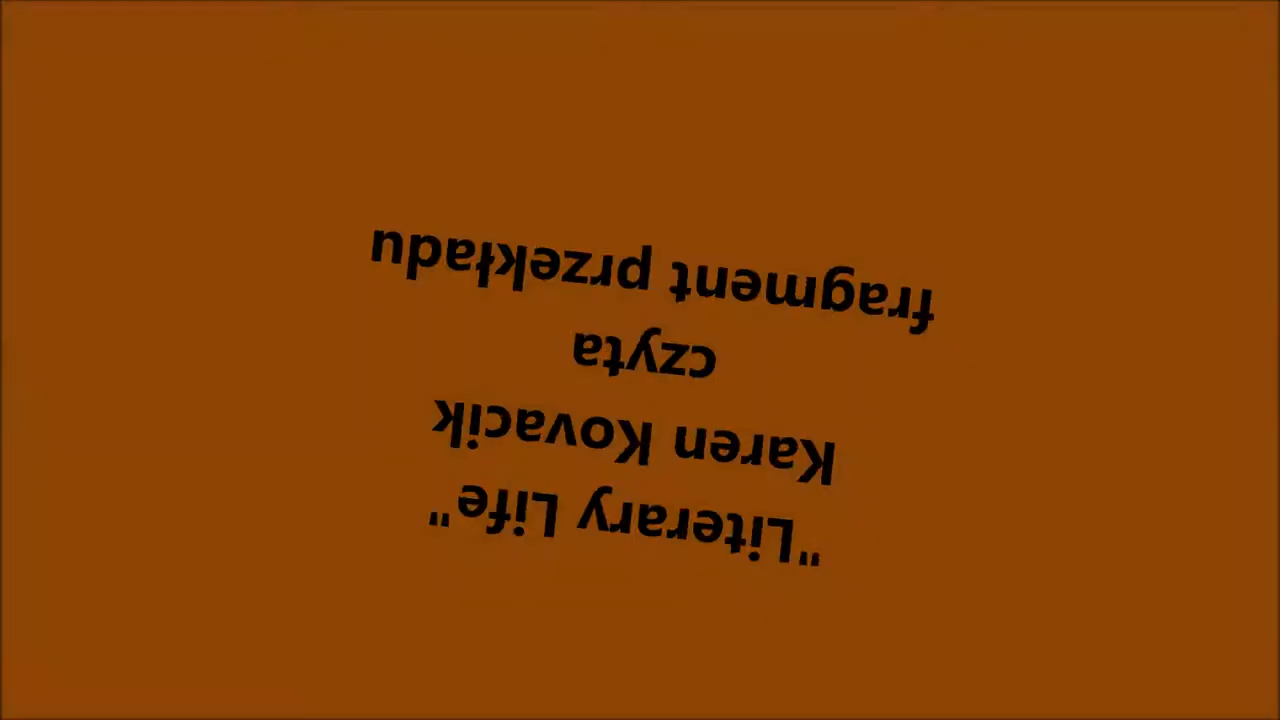 "Literary Life"
Karen Kovacik
czyta
fragment przekładu